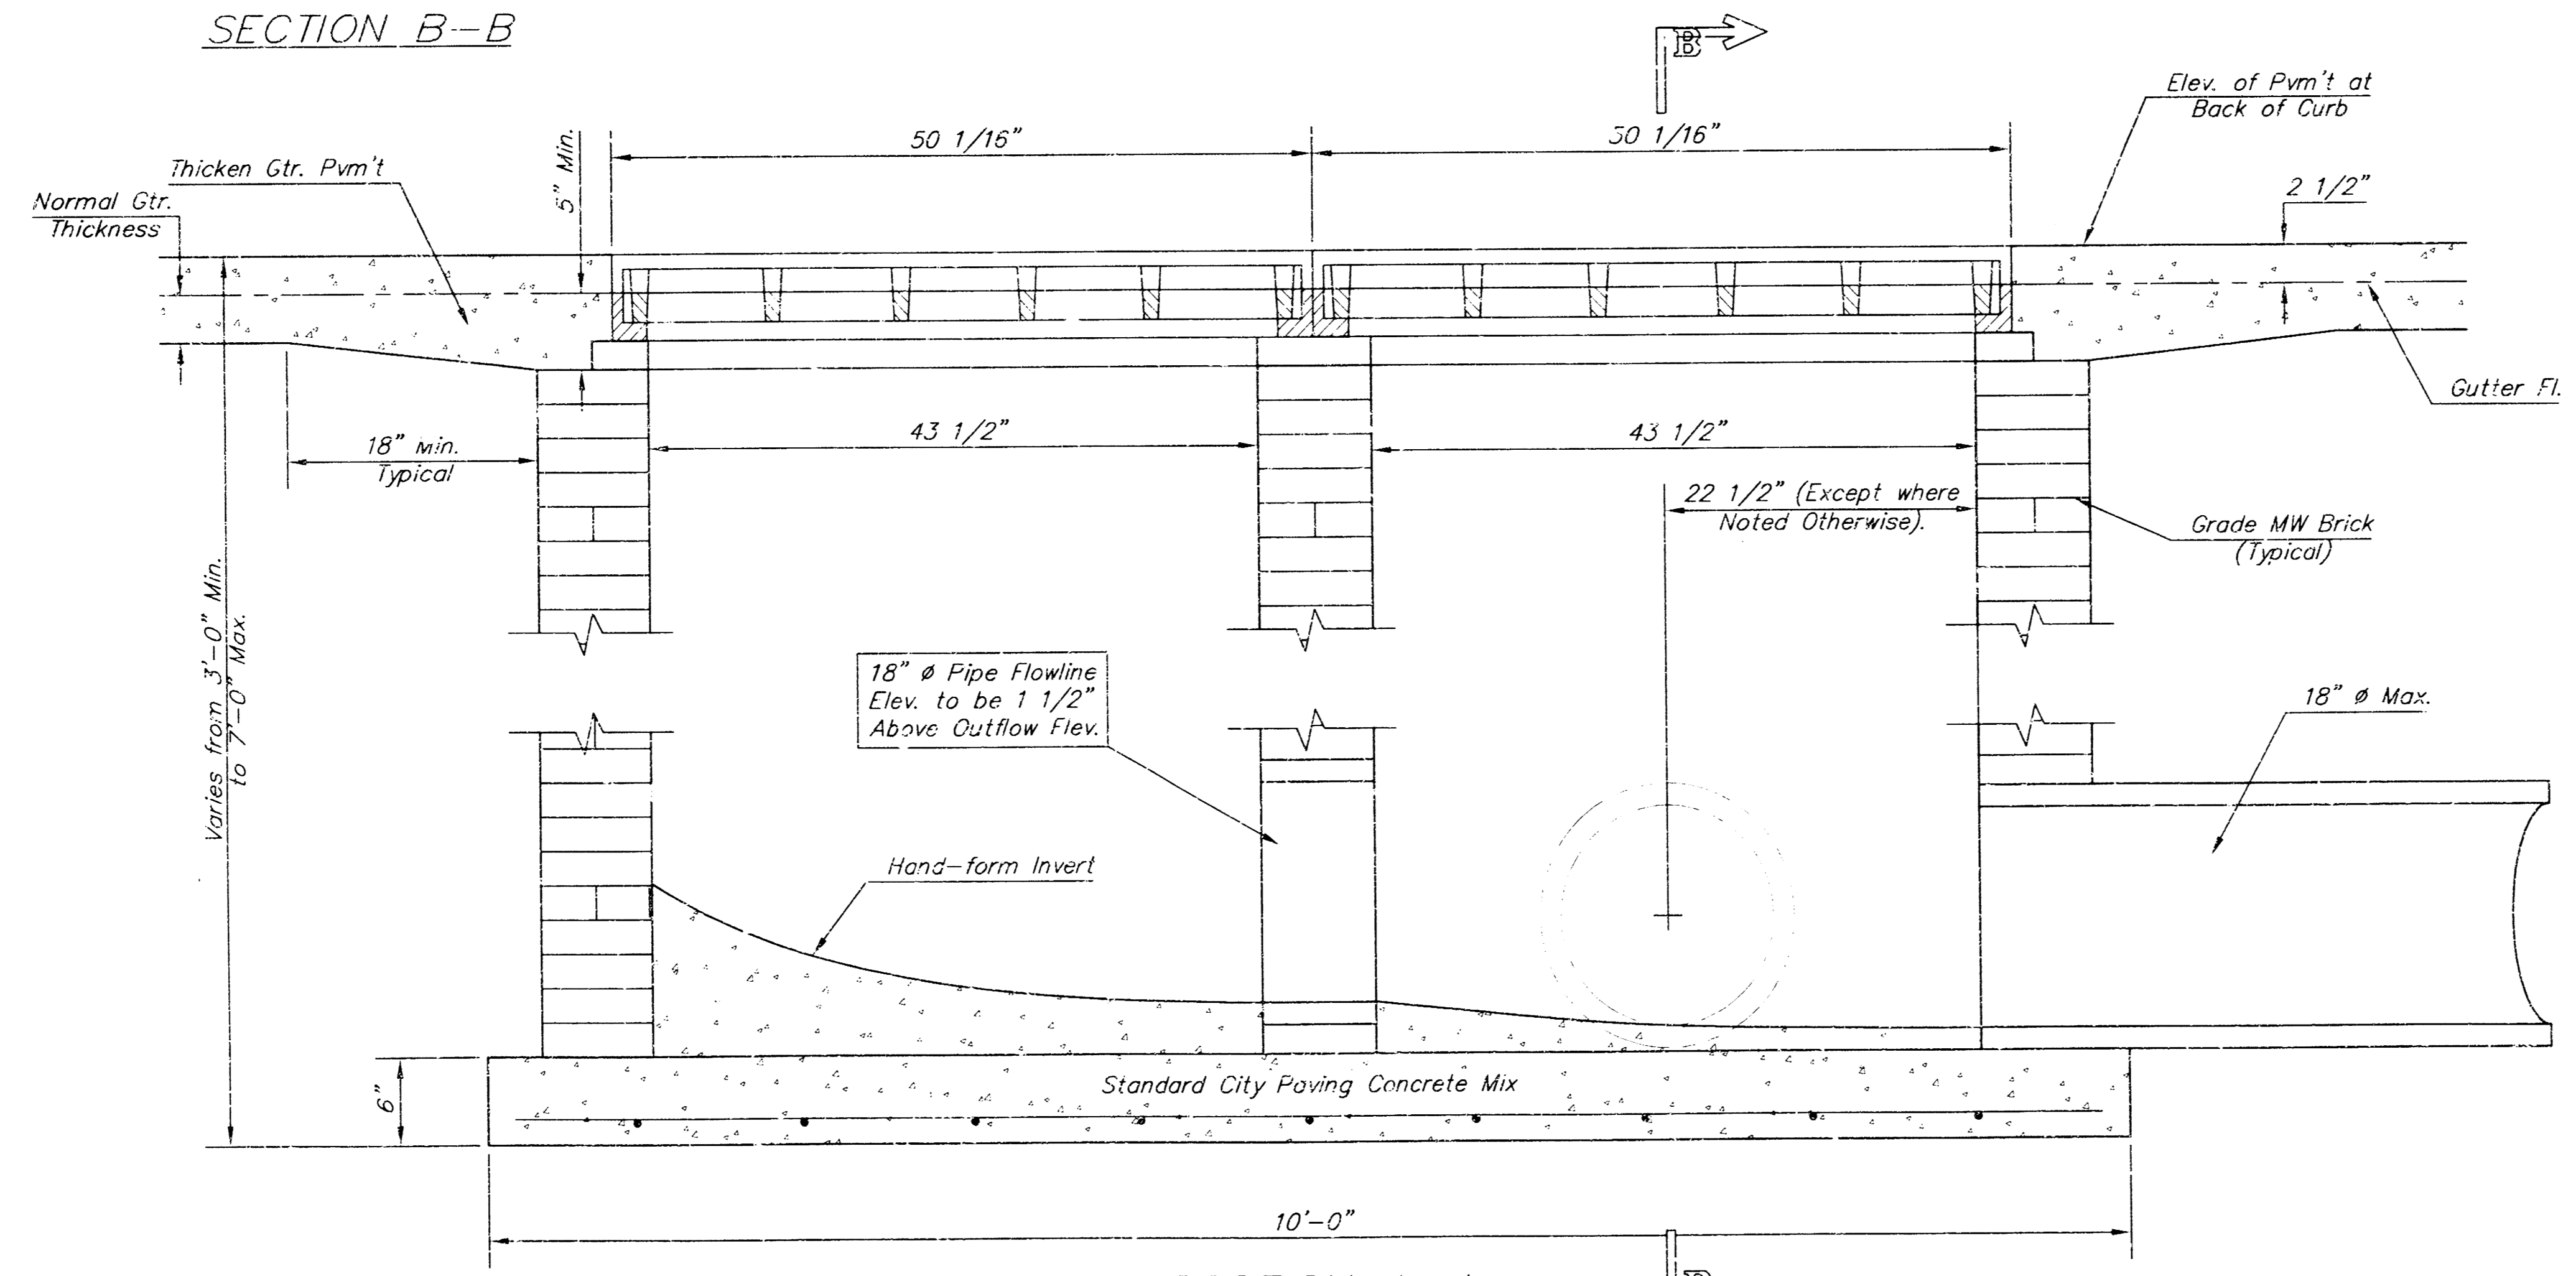 SECTION B--B
B
Elev. of Pvm't at
Back of Curb
50 1/16"
50 1/16"
5" Min.
Thicken Gtr. Pvm't
2 1/2"
Normal Gtr.
Thickness
Gutter Fl.
43 1/2"
43 1/2"
18" Min.
Typical
22 1/2" (Except where
Noted Otherwise).
Grade MW Brick
(Typical)
Varies from 3'-0" Min.
to 7'-0" Max.
18" ø Pipe Flowline
Elev. to be 1 1/2"
Above Outflow Elev.
18" ø Max.
Hand-form Invert
Standard City Paving Concrete Mix
6"
10'-0"
B